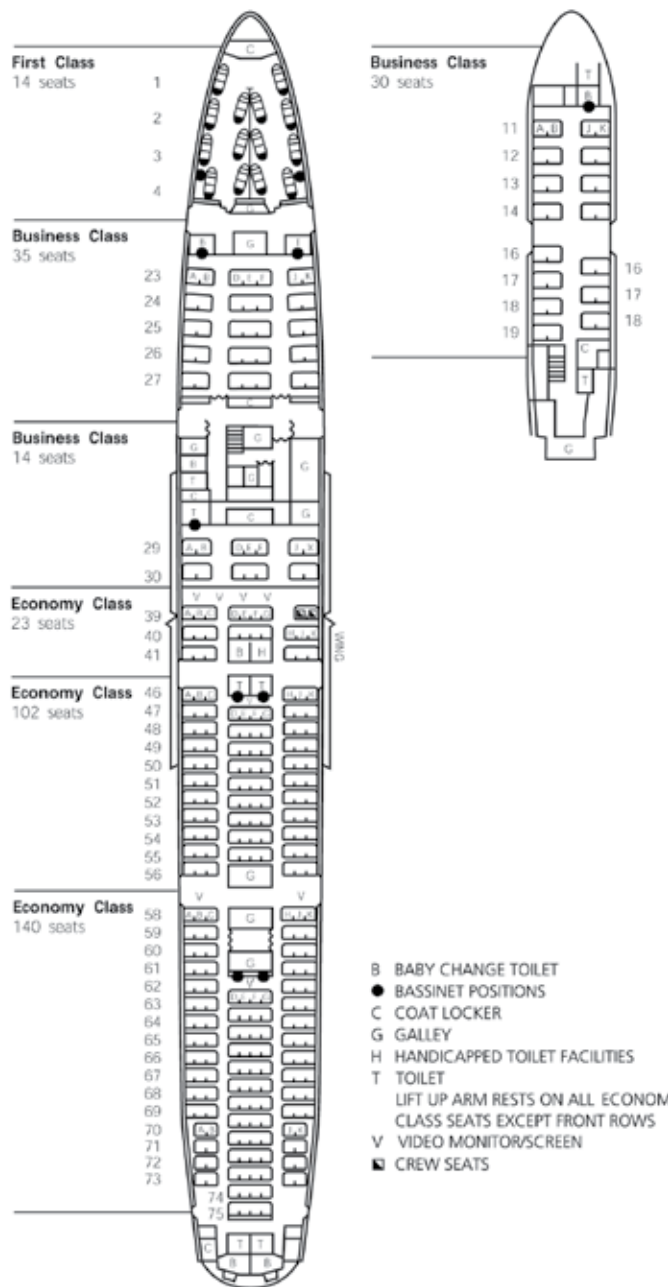 First Class
14 seats
1
2
3
4
C
G
Business Class
35 seats
B
G
T
23
A B
D E F
J K
24
25
26
27
C
Business Class
14 seats
G
G
B
T
G
G
C
T
C
G
29
A B
D E F
J K
30
Economy Class
23 seats
V V V V
39
A B C
D E F G
40
H J K
41
B H
WING
Economy Class
102 seats
T T
46
A B C
H J K
V
47
D E F G
48
49
50
51
52
53
54
55
56
G
V V
Economy Class
140 seats
58
A B C
G
H J K
59
60
61
G
V
62
D E F G
63
64
65
66
67
68
69
70
A B
J K
71
72
73
74
75
C
T T
B B
C
Business Class
30 seats
T
B
11
A B
J K
12
13
14
16
16
17
17
18
18
19
C
T
G
B BABY CHANGE TOILET
BASSINET POSITIONS
C COAT LOCKER
G GALLEY
H HANDICAPPED TOILET FACILITIES
T TOILET
LIFT UP ARM RESTS ON ALL ECONOM
CLASS SEATS EXCEPT FRONT ROWS
V VIDEO MONITOR/SCREEN
CREW SEATS